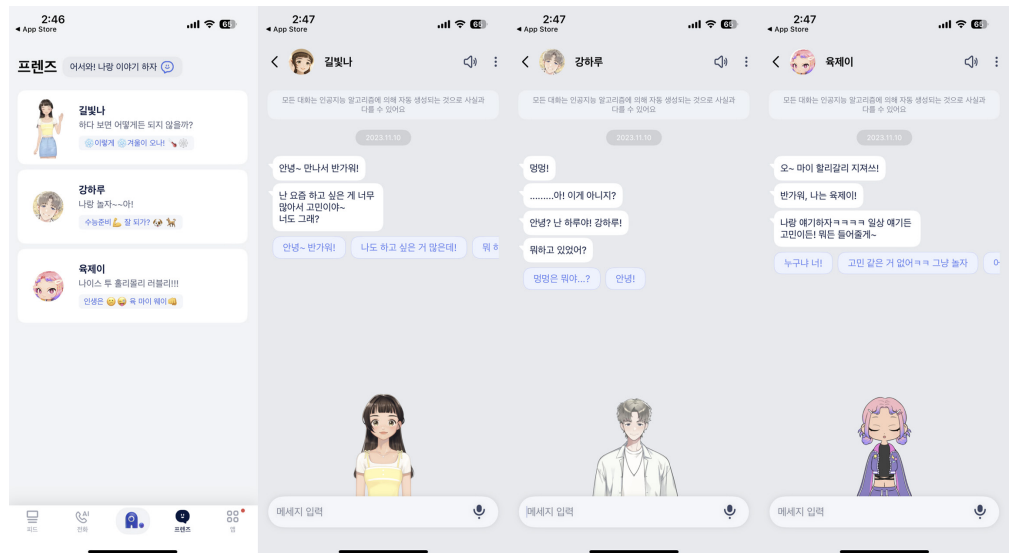 2:46
◀ App Store
65
프렌즈
어서와! 나랑 이야기 하자
길빛나
하다 보면 어떻게든 되지 않을까?
이렇게 겨울이 오나!
강하루
나랑 놀자~~아!
수능준비 잘 되가?
육제이
나이스 투 홀리몰리 러블리!!!
인생은 육 마이 웨이
피드
AI
전화
프렌즈
앱
2:47
◀ App Store
65
길빛나
모든 대화는 인공지능 알고리즘에 의해 자동 생성되는 것으로 사실과
다를 수 있어요
2023.11.10
안녕~ 만나서 반가워!
난 요즘 하고 싶은 게 너무
많아서 고민이야~
너도 그래?
안녕~ 반가워!
나도 하고 싶은 거 많은데!
뭐
메세지 입력
2:47
◀ App Store
65
강하루
모든 대화는 인공지능 알고리즘에 의해 자동 생성되는 것으로 사실과
다를 수 있어요
2023.11.10
멍멍!
.........아! 이게 아니지?
안녕? 난 하루야! 강하루!
뭐하고 있었어?
멍멍은 뭐야...?
안녕!
메세지 입력
2:47
◀ App Store
65
육제이
모든 대화는 인공지능 알고리즘에 의해 자동 생성되는 것으로 사실과
다를 수 있어요
2023.11.10
오~ 마이 할리갈리 지져쓰!
반가워, 나는 육제이!
나랑 얘기하자ㅋㅋㅋㅋ 일상 얘기든
고민이든! 뭐든 들어줄게~
누구냐 너!
고민 같은 거 없어ㅋㅋ 그냥 놀자
메세지 입력